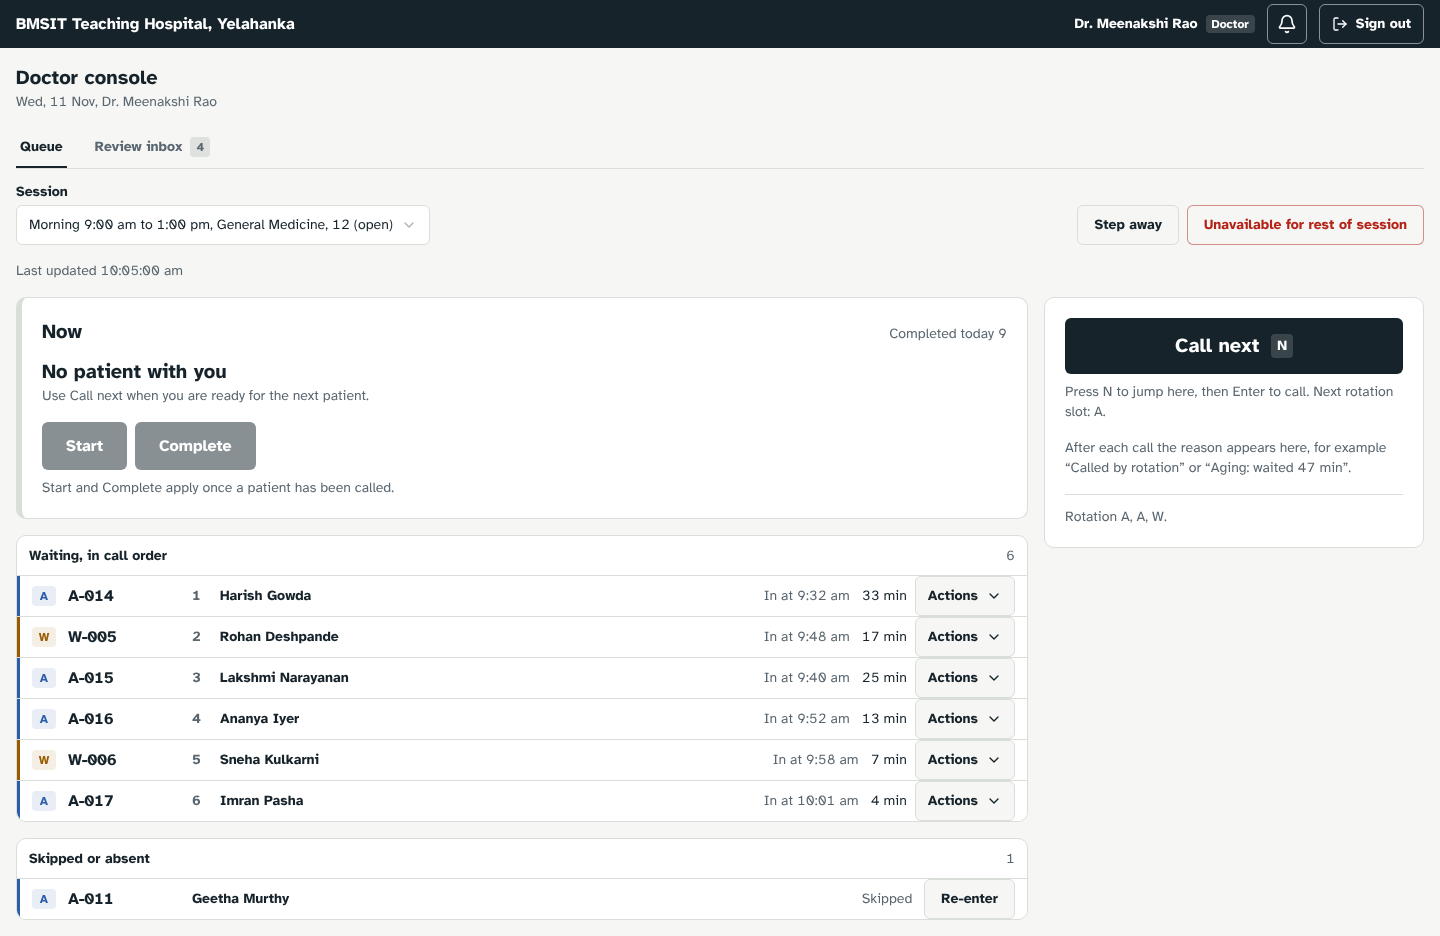 BMSIT Teaching Hospital, Yelahanka
Dr. Meenakshi Rao Doctor Sign out
Doctor console
Wed, 11 Nov, Dr. Meenakshi Rao
Queue Review inbox 4
Session
Morning 9:00 am to 1:00 pm, General Medicine, 12 (open)
Step away Unavailable for rest of session
Last updated 10:05:00 am
Now
Completed today 9
No patient with you
Use Call next when you are ready for the next patient.
Start Complete
Start and Complete apply once a patient has been called.
Call next N
Press N to jump here, then Enter to call. Next rotation
slot: A.
After each call the reason appears here, for example
“Called by rotation” or “Aging: waited 47 min”.
Rotation A, A, W.
Waiting, in call order 6
A A-014 1 Harish Gowda In at 9:32 am 33 min Actions
W W-005 2 Rohan Deshpande In at 9:48 am 17 min Actions
A A-015 3 Lakshmi Narayanan In at 9:40 am 25 min Actions
A A-016 4 Ananya Iyer In at 9:52 am 13 min Actions
W W-006 5 Sneha Kulkarni In at 9:58 am 7 min Actions
A A-017 6 Imran Pasha In at 10:01 am 4 min Actions
Skipped or absent 1
A A-011 Geetha Murthy Skipped Re-enter